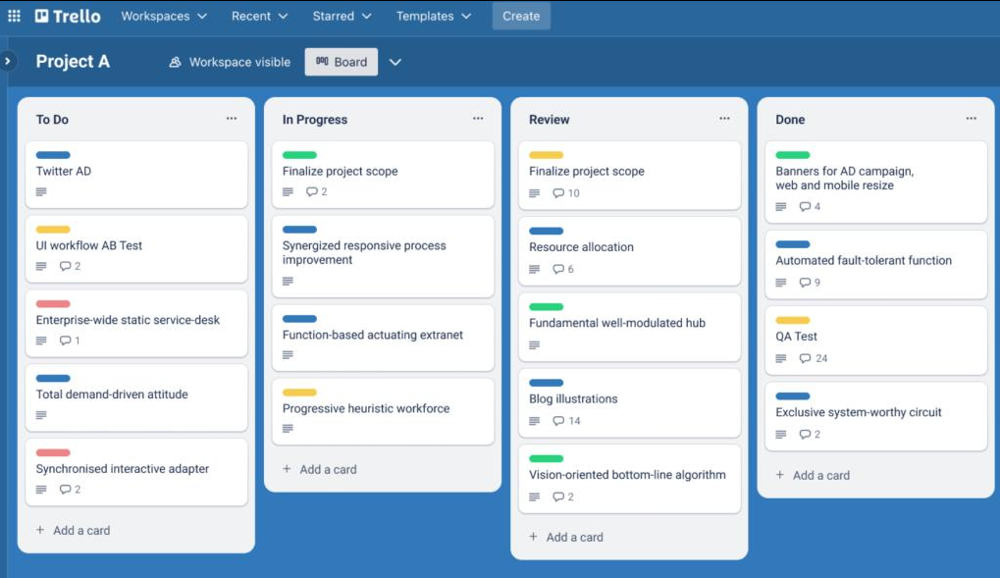 Trello
Workspaces
Recent
Starred
Templates
Create
Project A
Workspace visible
Board
To Do
...
Twitter AD
UI workflow AB Test
2
Enterprise-wide static service-desk
1
Total demand-driven attitude
Synchronised interactive adapter
2
+ Add a card
In Progress
...
Finalize project scope
2
Synergized responsive process
improvement
Function-based actuating extranet
Progressive heuristic workforce
+ Add a card
Review
...
Finalize project scope
10
Resource allocation
6
Fundamental well-modulated hub
Blog illustrations
14
Vision-oriented bottom-line algorithm
2
+ Add a card
Done
...
Banners for AD campaign,
web and mobile resize
4
Automated fault-tolerant function
9
QA Test
24
Exclusive system-worthy circuit
2
+ Add a card